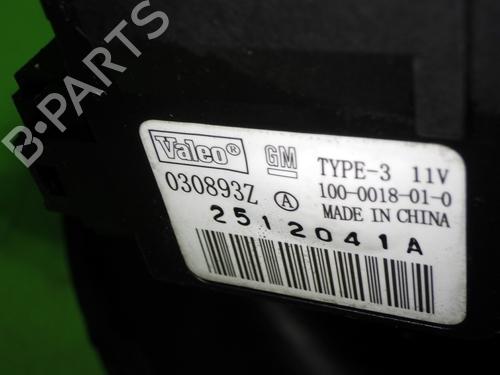 B-PARTS
Valeo®
GM
TYPE-3 11V
030893Z
A
100-0018-01-0
MADE IN CHINA
2512041A